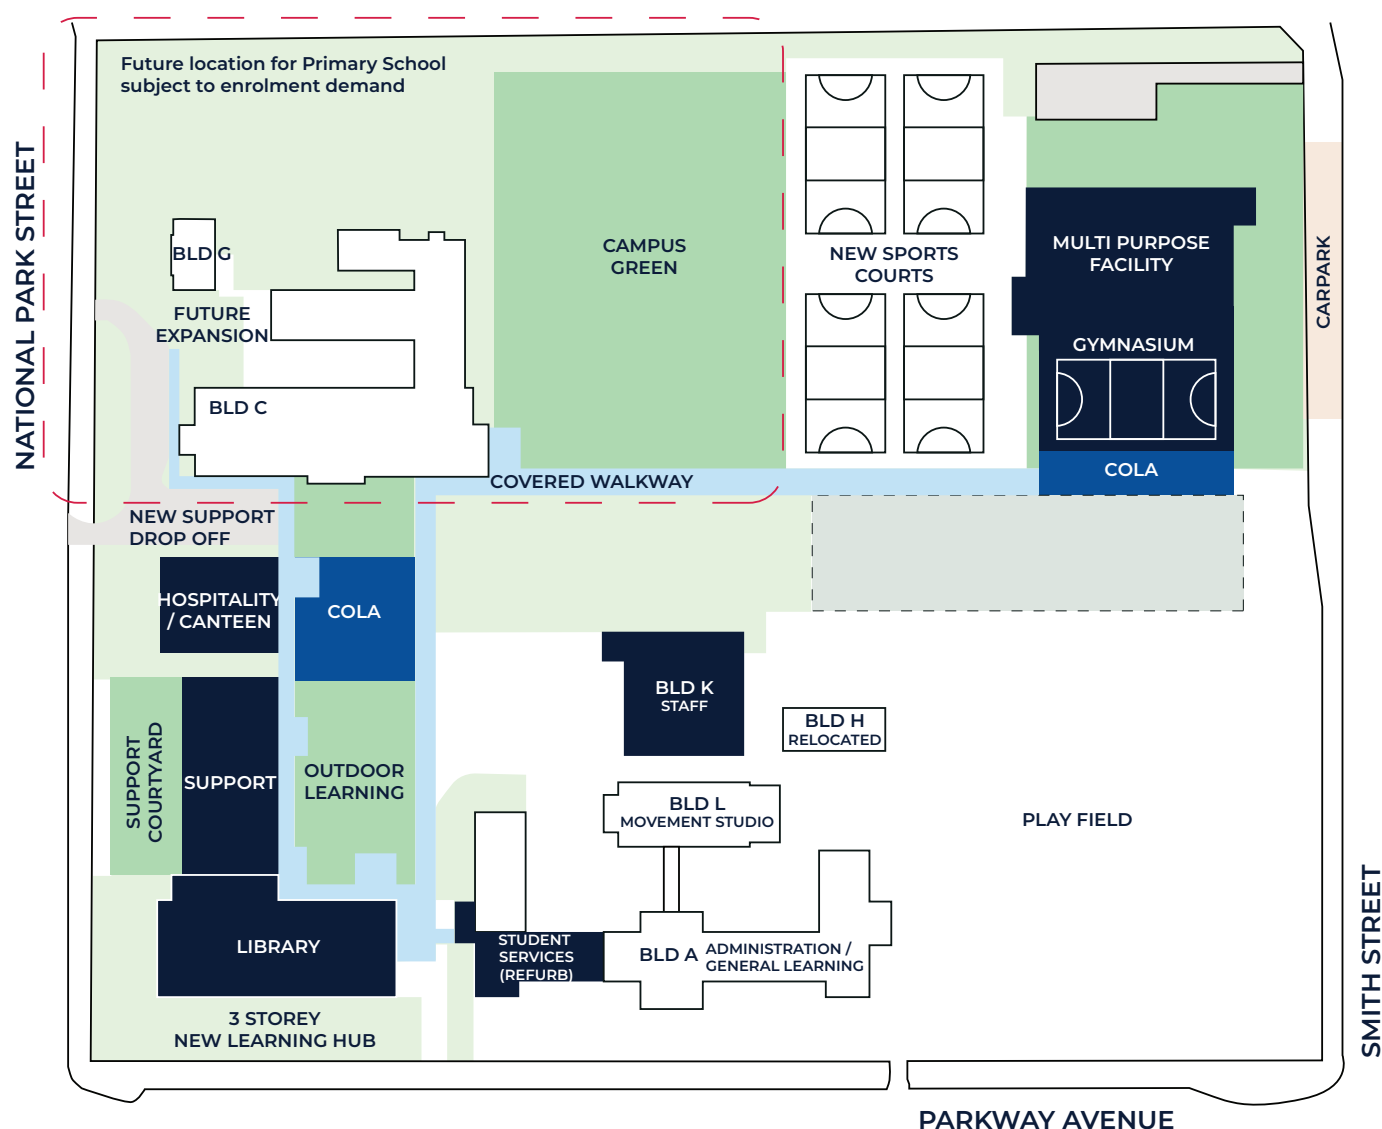 Future location for Primary School
subject to enrolment demand
NATIONAL PARK STREET
BLD G
CAMPUS
GREEN
NEW SPORTS
COURTS
MULTI PURPOSE
FACILITY
CARPARK
FUTURE
EXPANSION
GYMNASIUM
BLD C
COLA
COVERED WALKWAY
NEW SUPPORT
DROP OFF
HOSPITALITY
/ CANTEEN
COLA
BLD K
STAFF
BLD H
RELOCATED
SUPPORT
COURTYARD
SUPPORT
OUTDOOR
LEARNING
BLD L
MOVEMENT STUDIO
PLAY FIELD
LIBRARY
STUDENT
SERVICES
(REFURB)
BLD A
ADMINISTRATION /
GENERAL LEARNING
SMITH STREET
3 STOREY
NEW LEARNING HUB
PARKWAY AVENUE